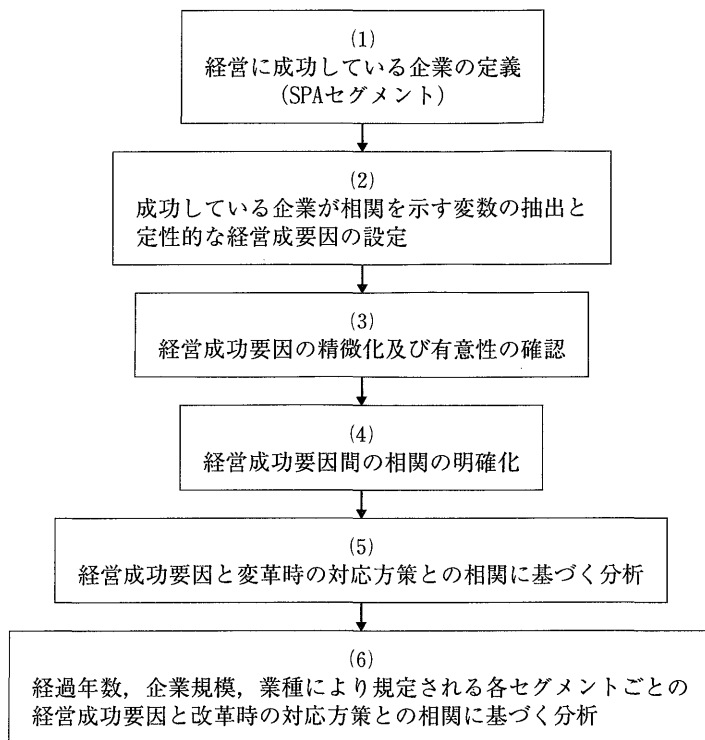 (1)
経営に成功している企業の定義
(SPAセグメント)
(2)
成功している企業が相関を示す変数の抽出と
定性的な経営成要因の設定
(3)
経営成功要因の精微化及び有意性の確認
(4)
経営成功要因間の相関の明確化
(5)
経営成功要因と変革時の対応方策との相関に基づく分析
(6)
経過年数，企業規模，業種により規定される各セグメントごとの
経営成功要因と改革時の対応方策との相関に基づく分析